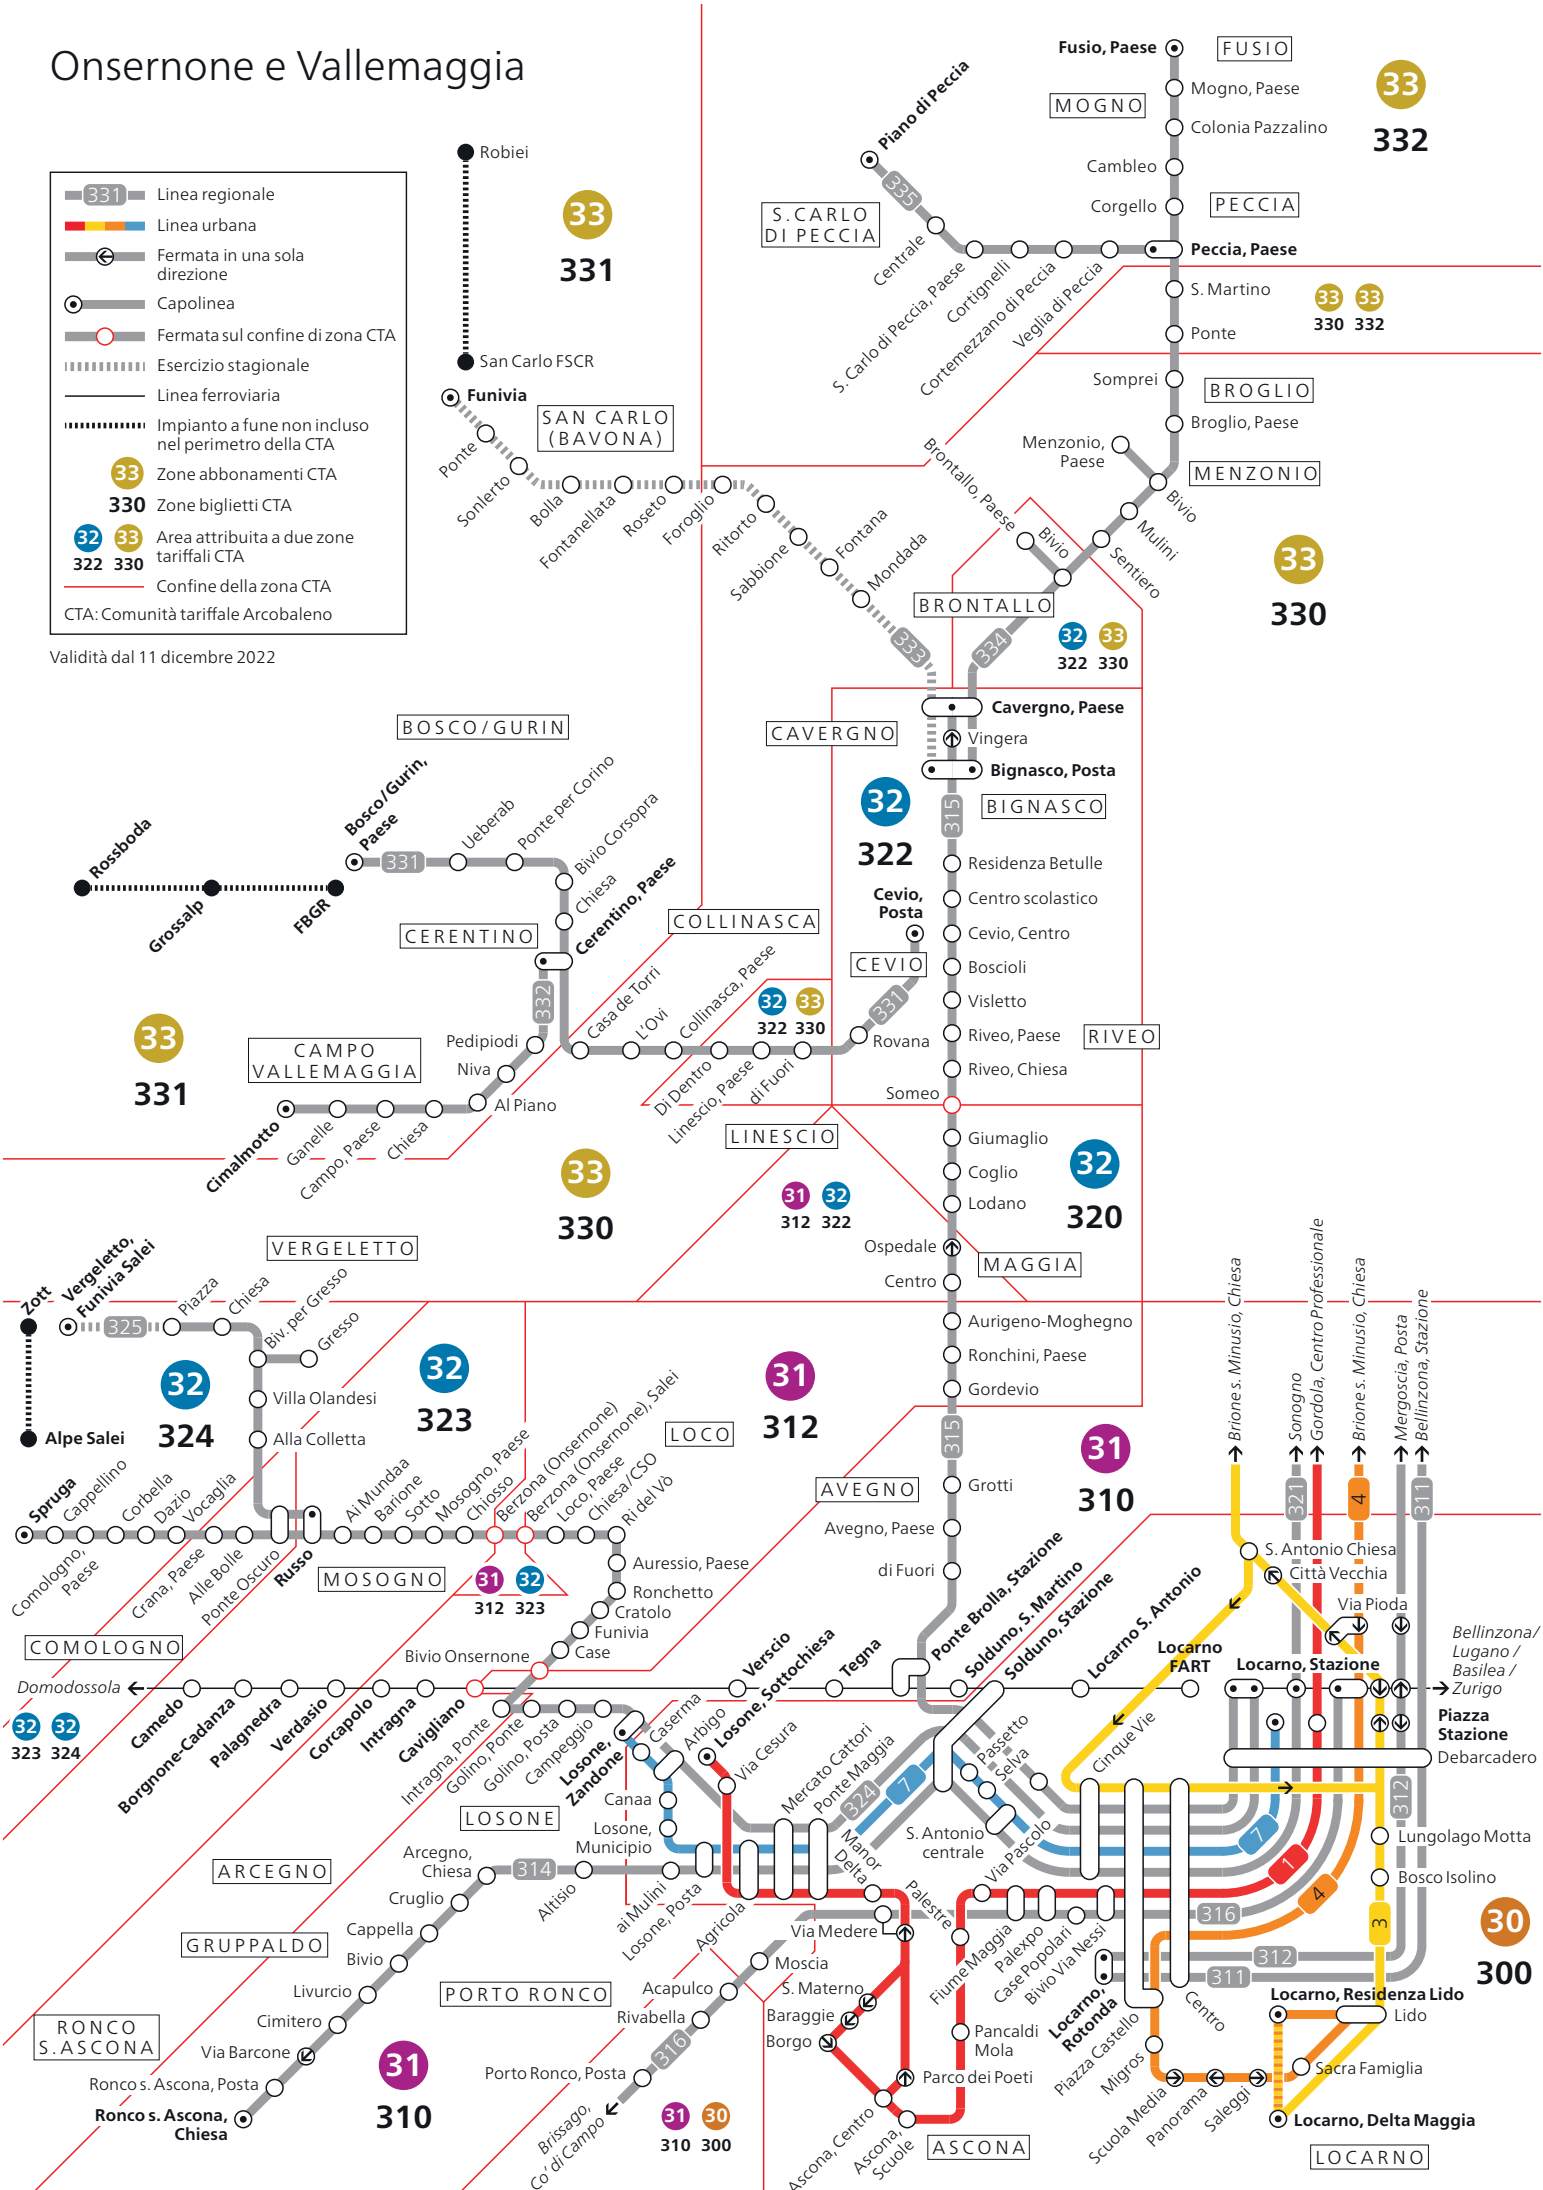 Onsernone e Vallemaggia
331
Linea regionale
Linea urbana
Fermata in una sola
direzione
Capolinea
Fermata sul confine di zona CTA
Esercizio stagionale
Linea ferroviaria
Impianto a fune non incluso
nel perimetro della CTA
33
Zone abbonamenti CTA
330
Zone biglietti CTA
32 33
322 330
Area attribuita a due zone
tariffali CTA
Confine della zona CTA
CTA: Comunità tariffale Arcobaleno
Validità dal 11 dicembre 2022
Robiei
San Carlo FSCR
33
331
Funivia
Ponte
Sonlerto
Bolla
Fontanellata
Roseto
Foroglio
Ritorto
Sabbione
Fontana
Mondada
333
SAN CARLO
(BAVONA)
Fusio, Paese
FUSIO
Mogno, Paese
MOGNO
Colonia Pazzalino
Cambleo
Corgello
PECCIA
Peccia, Paese
33
332
Piano di Peccia
335
S. CARLO
DI PECCIA
Centrale
S. Carlo di Peccia, Paese
Cortignelli
Cortemezzano di Peccia
Veglia di Peccia
S. Martino
Ponte
33 33
330 332
Somprei
BROGLIO
Broglio, Paese
Menzonio,
Paese
MENZONIO
Bivio
Mulini
Sentiero
Brontallo, Paese
Bivio
BRONTALLO
334
32 33
322 330
33
330
Cavergno, Paese
CAVERGNO
Vingera
Bignasco, Posta
BIGNASCO
315
32
322
Residenza Betulle
Centro scolastico
Cevio,
Posta
Cevio, Centro
CEVIO
Boscioli
Visletto
Riveo, Paese
RIVEO
Riveo, Chiesa
Someo
Giumaglio
Coglio
Lodano
32
320
Ospedale
Centro
MAGGIA
Aurigeno-Moghegno
Ronchini, Paese
Gordevio
315
Grotti
AVEGNO
Avegno, Paese
di Fuori
31
310
BOSCO/GURIN
Bosco/Gurin,
Paese
331
Ueberab
Ponte per Corino
Bivio Corsopra
Chiesa
Cerentino, Paese
CERENTINO
Rossboda
Grossalp
FBGR
332
Pedipiodi
Niva
Al Piano
Chiesa
Campo, Paese
Ganelle
Cimalmotto
CAMPO
VALLEMAGGIA
33
331
Casa de Torri
L'Ovi
Collinasca, Paese
COLLINASCA
Di Dentro
Linescio, Paese
di Fuori
Rovana
331
32 33
322 330
LINESCIO
33
330
31 32
312 322
VERGELETTO
Zott
Alpe Salei
Vergeletto,
Funivia Salei
325
Piazza
Chiesa
Biv. per Gresso
Gresso
Villa Olandesi
Alla Colletta
32
324
32
323
31
312
LOCO
Spruga
Comologno,
Paese
Cappellino
Corbella
Dazio
Vocaglia
Crana, Paese
Alle Bolle
Ponte Oscuro
Russo
Ai Mundaa
Barione
Sotto
Mosogno, Paese
Chiosso
Berzona (Onsernone)
Berzona (Onsernone), Salei
Loco, Paese
Chiesa/CSO
Ri del Vò
MOSOGNO
COMOLOGNO
31 32
312 323
Auressio, Paese
Ronchetto
Cratolo
Funivia
Case
Bivio Onsernone
Domodossola
32 32
323 324
Camedo
Borgnone-Cadanza
Palagnedra
Verdasio
Corcapolo
Intragna
Cavigliano
Verscio
Tegna
Ponte Brolla, Stazione
Solduno, S. Martino
Solduno, Stazione
Locarno S. Antonio
Locarno
FART
Locarno, Stazione
Bellinzona/
Lugano/
Basilea/
Zurigo
Piazza
Stazione
Debarcadero
Brione s. Minusio, Chiesa
Sonogno
Gordola, Centro Professionale
Brione s. Minusio, Chiesa
Mergoscia, Posta
Bellinzona, Stazione
321
4
311
S. Antonio Chiesa
Città Vecchia
Via Pioda
Cinque Vie
Intragna, Ponte
Golino, Ponte
Golino, Posta
Campeggio
Losone,
Zandone
Caserma
Arbigo
Losone, Sottochiesa
Via Cesura
Canaa
Losone,
Municipio
LOSONE
Mercato Cattori
Ponte Maggia
324
7
Manor
Delta
S. Antonio
centrale
Passetto
Selva
Via Pascolo
7
1
4
316
312
311
312
3
Lungolago Motta
Bosco Isolino
30
300
ARCEGNO
Arcegno,
Chiesa
314
Altisio
ai Mulini
Losone, Posta
Agricola
Cruglio
Cappella
GRUPPALDO
Bivio
Livurcio
Cimitero
Via Barcone
RONCO
S.ASCONA
Ronco s. Ascona, Posta
Ronco s. Ascona,
Chiesa
31
310
PORTO RONCO
Via Medere
Moscia
Acapulco
Rivabella
316
Porto Ronco, Posta
Brissago,
Co' di Campo
31 30
310 300
S. Materno
Baraggie
Borgo
Parco dei Poeti
Ascona, Centro
Ascona,
Scuole
ASCONA
Palestre
Pancaldi
Mola
Fiume Maggia
Palexpo
Case Popolari
Bivio Via Nessi
Locarno,
Rotonda
Piazza Castello
Centro
Migros
Scuola Media
Panorama
Saleggi
Sacra Famiglia
Locarno, Residenza Lido
Lido
Locarno, Delta Maggia
LOCARNO